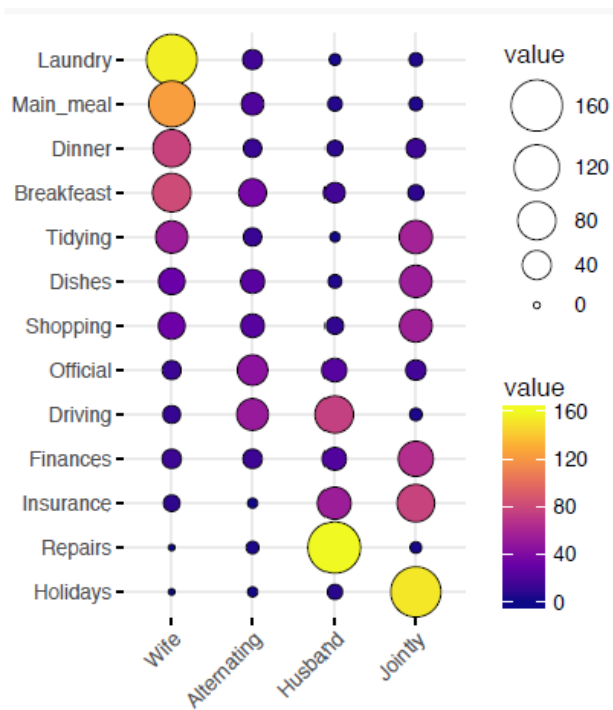 Laundry
Main_meal
Dinner
Breakfeast
Tidying
Dishes
Shopping
Official
Driving
Finances
Insurance
Repairs
Holidays
Wife
Alternating
Husband
Jointly
value
160
120
80
40
0
value
160
120
80
40
0